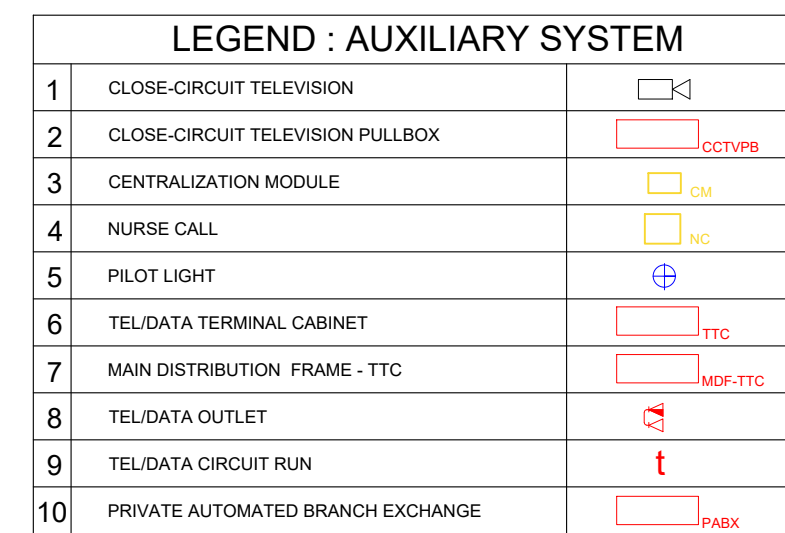 LEGEND : AUXILIARY SYSTEM
1 CLOSE-CIRCUIT TELEVISION
2 CLOSE-CIRCUIT TELEVISION PULLBOX CCTVPB
3 CENTRALIZATION MODULE CM
4 NURSE CALL NC
5 PILOT LIGHT
6 TEL/DATA TERMINAL CABINET TTC
7 MAIN DISTRIBUTION FRAME - TTC MDF-TTC
8 TEL/DATA OUTLET
9 TEL/DATA CIRCUIT RUN t
10 PRIVATE AUTOMATED BRANCH EXCHANGE PABX